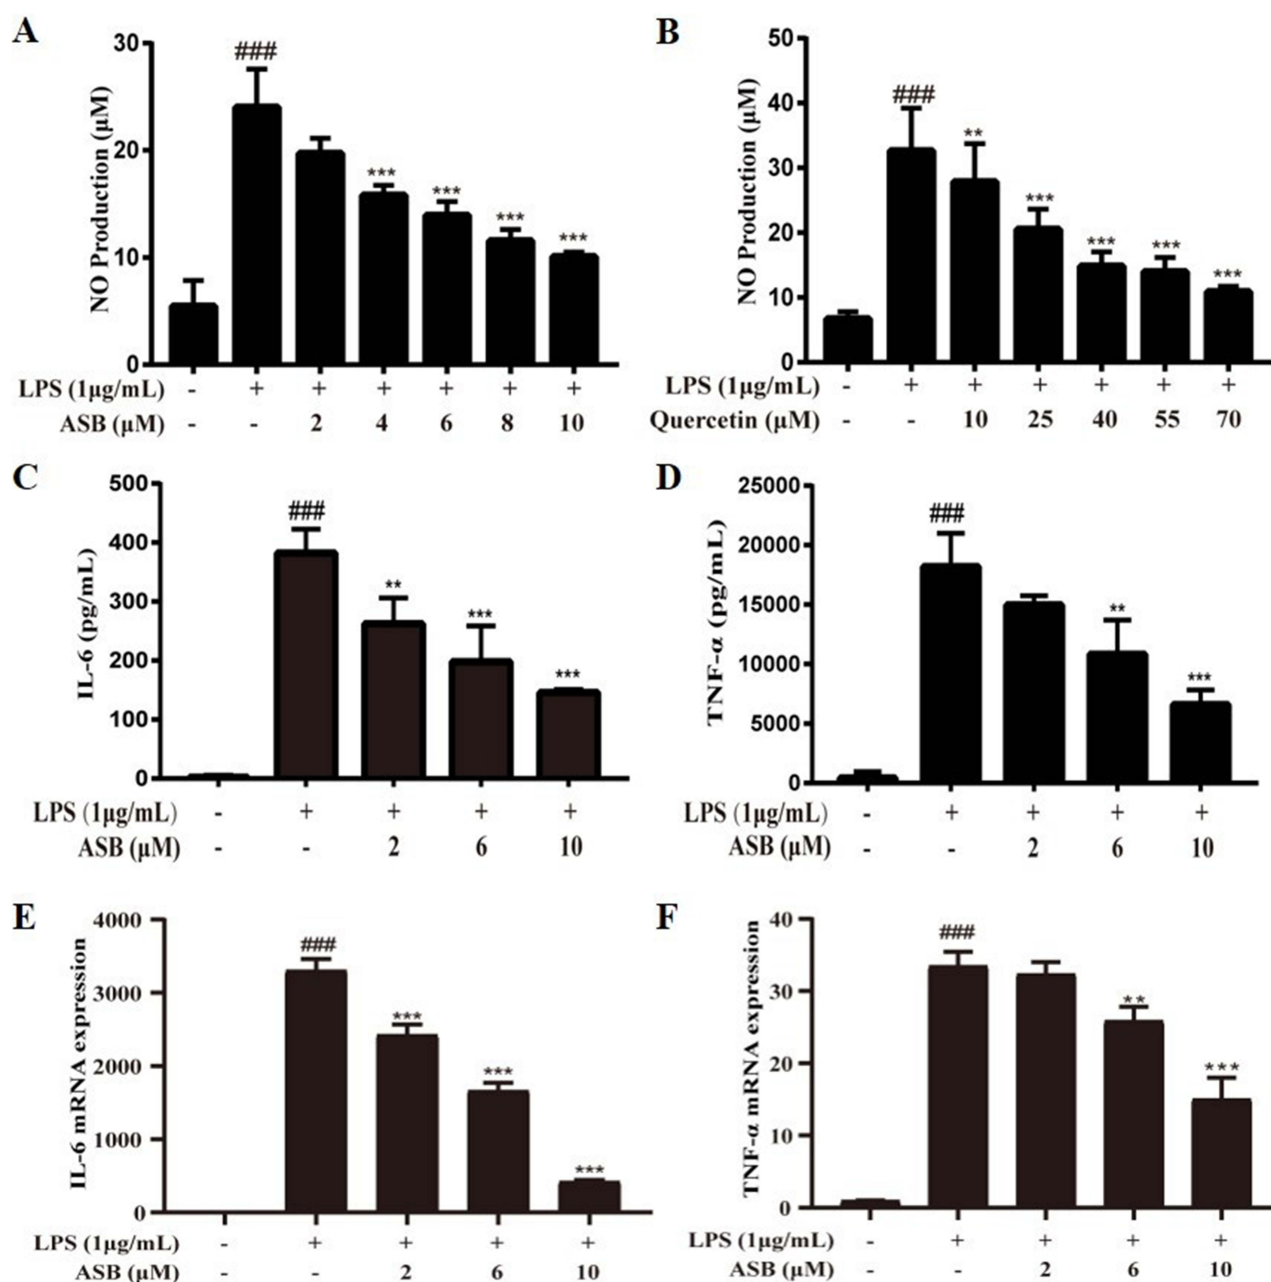 A
NO Production (μM)
30
20
10
0
###
***
***
***
***
LPS (1μg/mL) - + + + + + +
ASB (μM) - - 2 4 6 8 10
B
NO Production (μM)
50
40
30
20
10
0
###
**
***
***
***
***
LPS (1μg/mL) - + + + + + +
Quercetin (μM) - - 10 25 40 55 70
C
IL-6 (pg/mL)
500
400
300
200
100
0
###
**
***
***
LPS (1μg/mL) - + + + +
ASB (μM) - - 2 6 10
D
TNF-α (pg/mL)
25000
20000
15000
10000
5000
0
###
**
***
LPS (1μg/mL) - + + + +
ASB (μM) - - 2 6 10
E
IL-6 mRNA expression
4000
3000
2000
1000
0
###
***
***
***
LPS (1μg/mL) - + + + +
ASB (μM) - - 2 6 10
F
TNF-α mRNA expression
40
30
20
10
0
###
**
***
LPS (1μg/mL) - + + + +
ASB (μM) - - 2 6 10